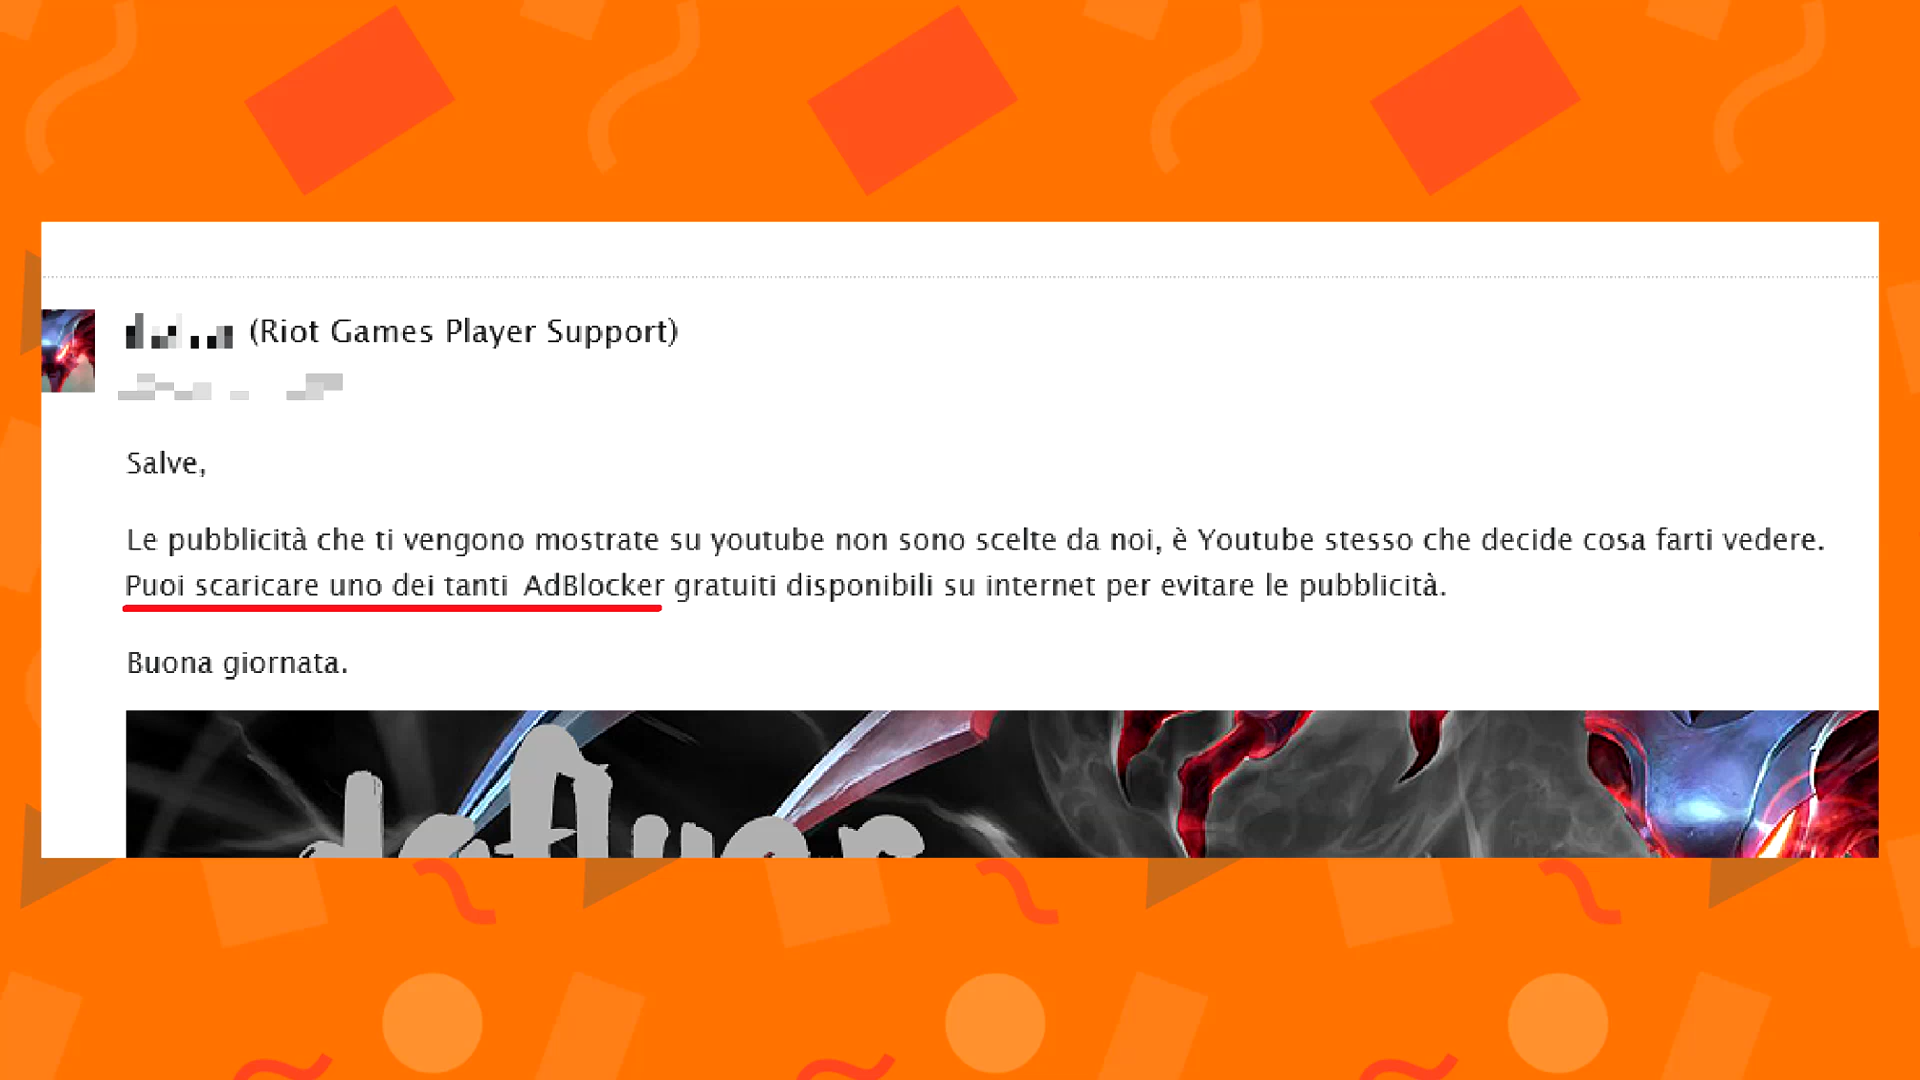 (Riot Games Player Support)
Salve,
Le pubblicità che ti vengono mostrate su youtube non sono scelte da noi, è Youtube stesso che decide cosa farti vedere.
Puoi scaricare uno dei tanti AdBlocker gratuiti disponibili su internet per evitare le pubblicità.
Buona giornata.